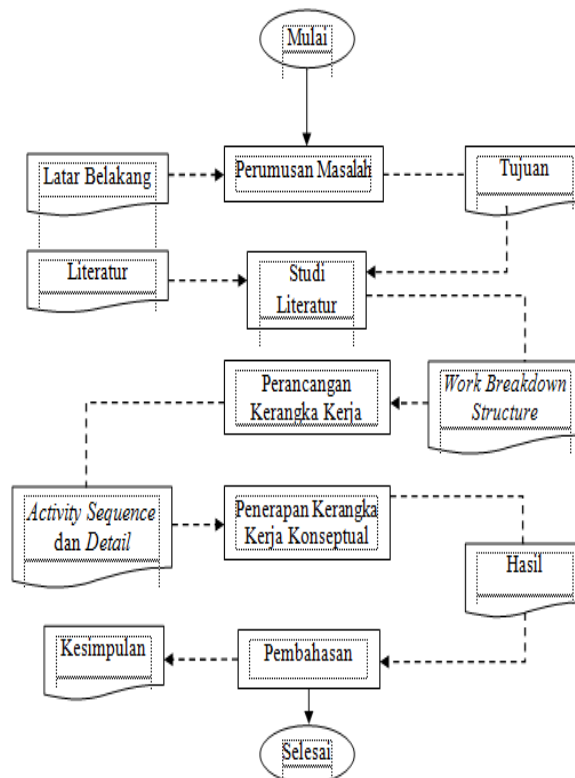 Mulai
Latar Belakang
Perumusan Masalah
Tujuan
Literatur
Studi
Literatur
Perancangan
Kerangka Kerja
Work Breakdown
Structure
Activity Sequence
dan Detail
Penerapan Kerangka
Kerja Konseptual
Hasil
Kesimpulan
Pembahasan
Selesai